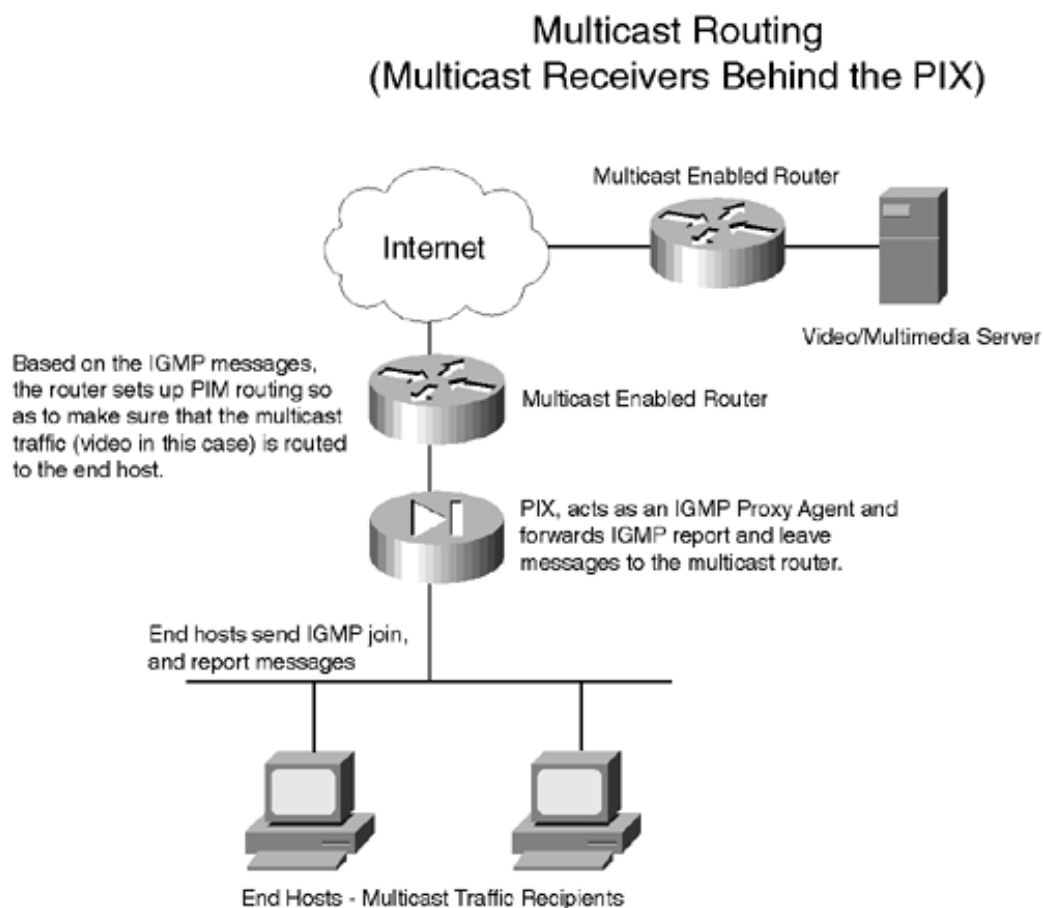 Multicast Routing
(Multicast Receivers Behind the PIX)
Multicast Enabled Router
Internet
Video/Multimedia Server
Based on the IGMP messages,
the router sets up PIM routing so
as to make sure that the multicast
traffic (video in this case) is routed
to the end host.
Multicast Enabled Router
PIX, acts as an IGMP Proxy Agent and
forwards IGMP report and leave
messages to the multicast router.
End hosts send IGMP join,
and report messages
End Hosts - Multicast Traffic Recipients